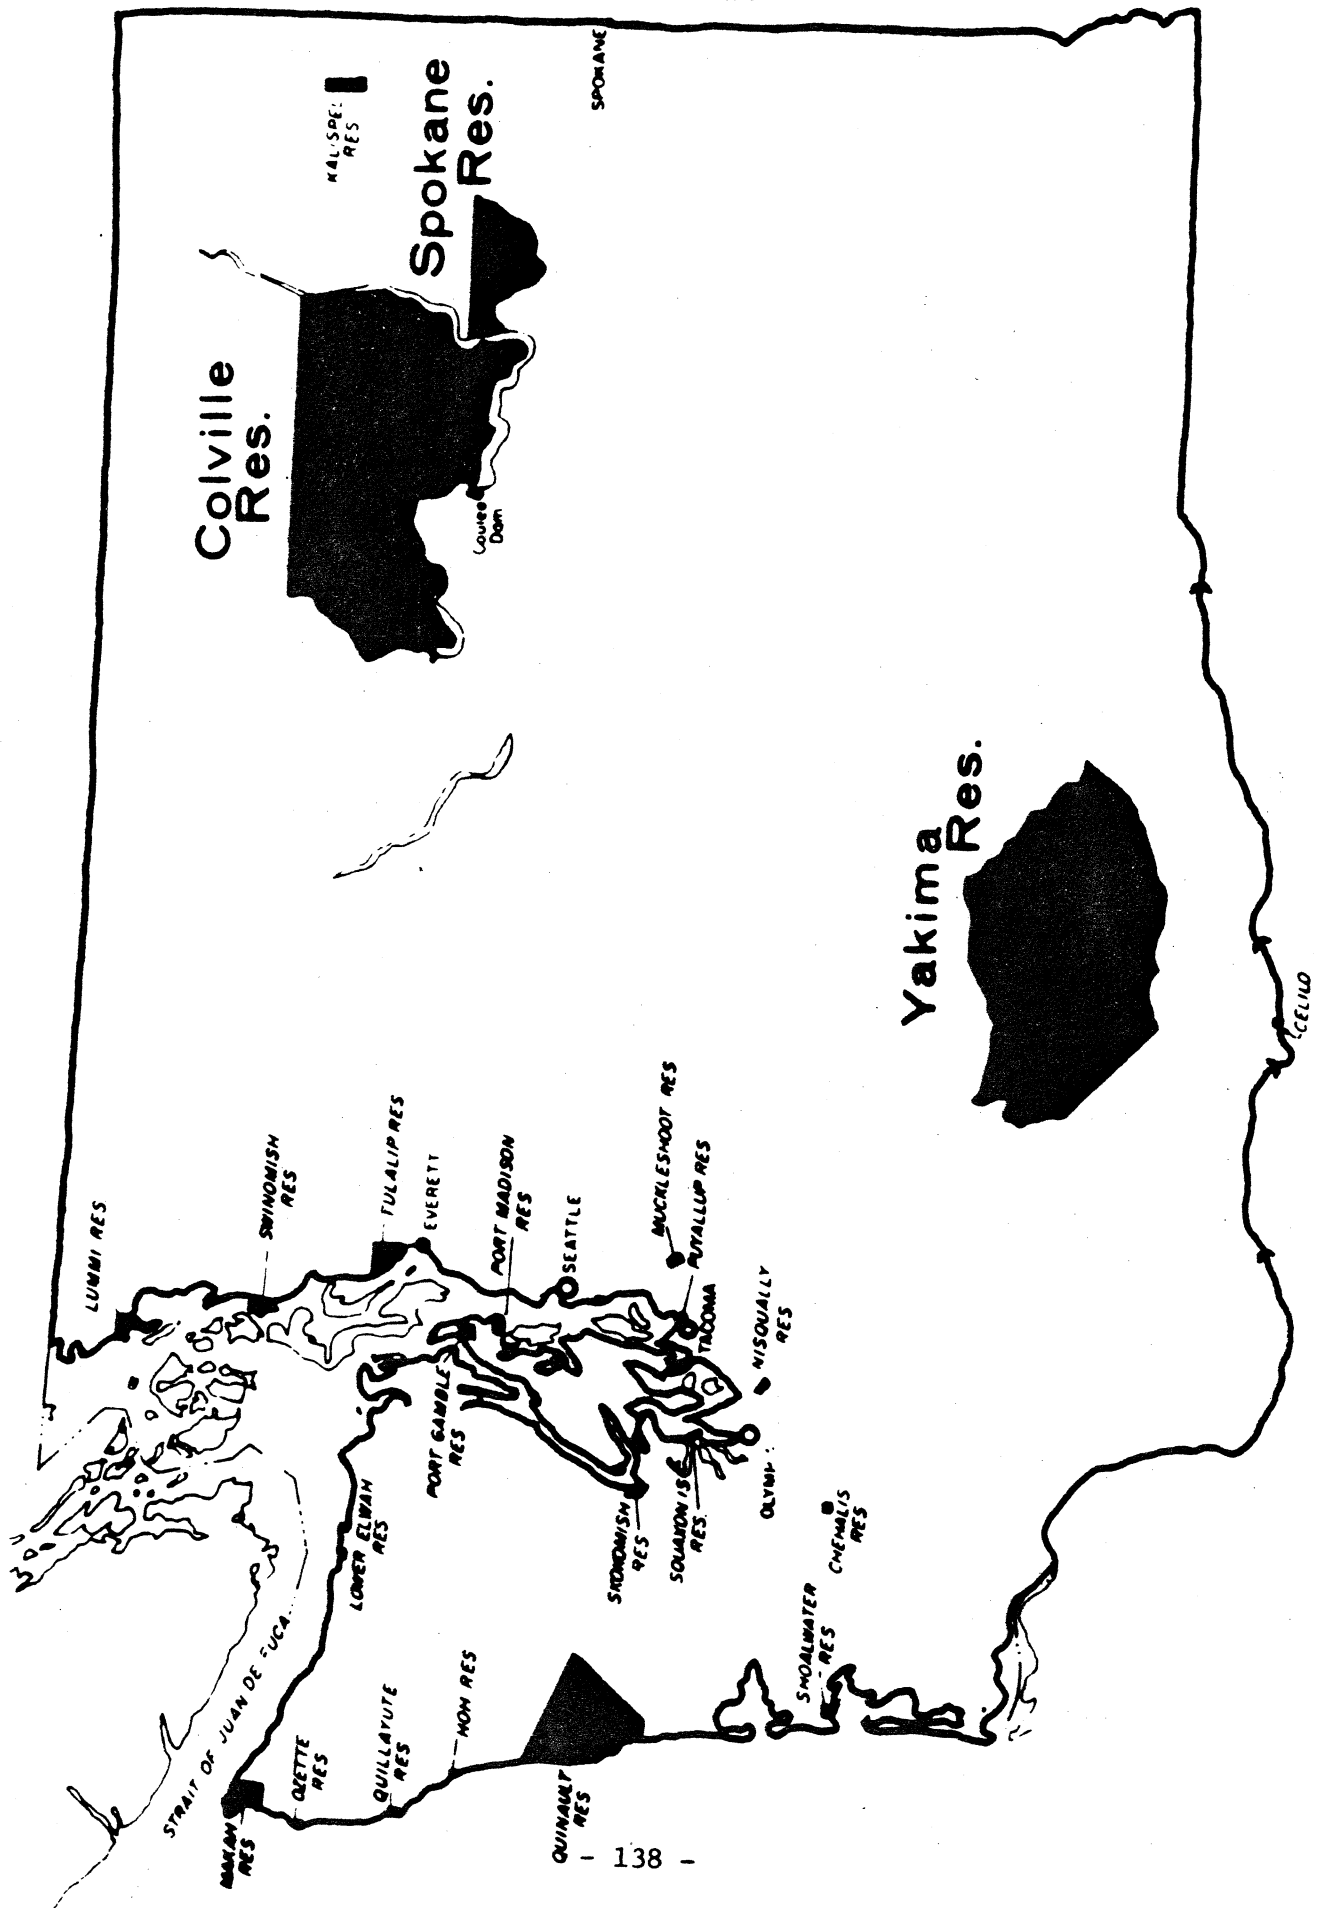 KALISPEL
RES
Spokane
Res.
SPOKANE
Colville
Res.
Coulee
Dam
Yakima
Res.
CELILO
LUMMI RES
SWINOMISH
RES
TULALIP RES
EVERETT
PORT MADISON
RES
SEATTLE
MUCKLESHOOT RES
PUYALLUP RES
TACOMA
NISQUALLY
RES
PORT GAMBLE
RES
LOWER ELWAH
RES
SKOKOMISH
RES
SQUAXON IS
RES.
CHEHALIS
RES
SHOALWATER
RES
STRAIT OF JUAN DE FUCA
MAKAH
RES
OZETTE
RES
QUILLAYUTE
RES
HOH RES
QUINAULT
RES
- 138 -